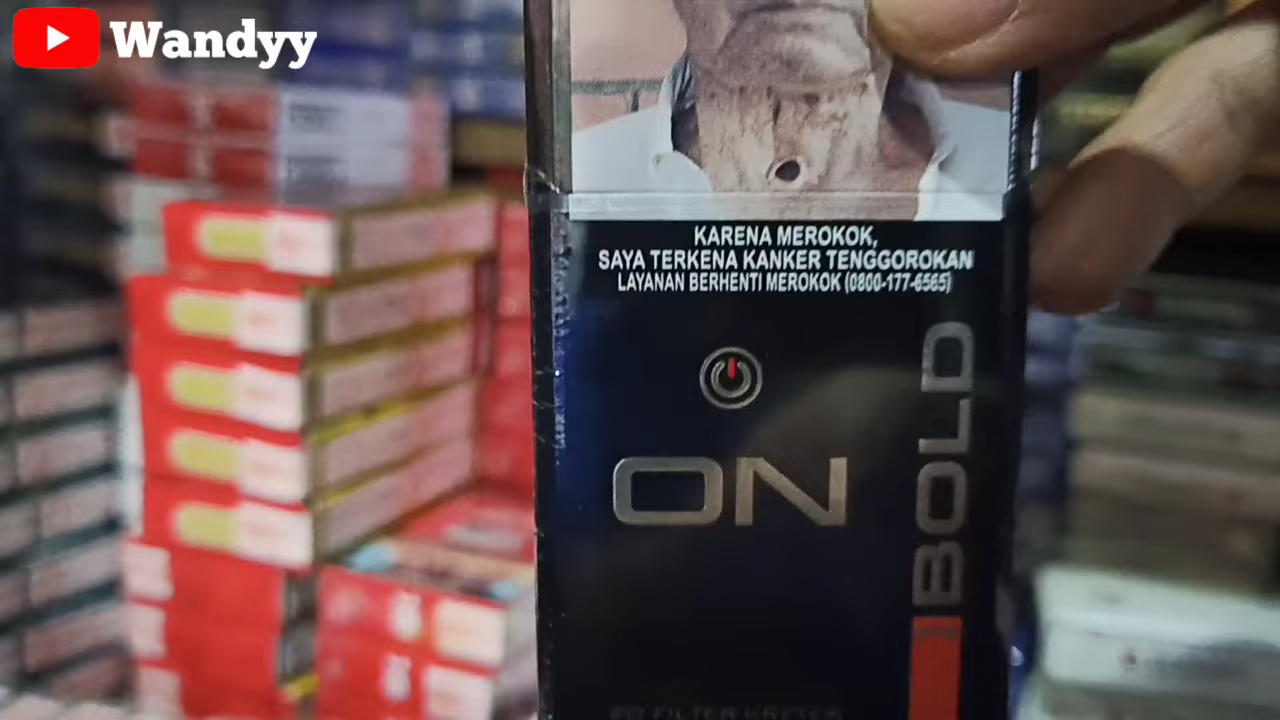 Wandyy
KARENA MEROKOK,
SAYA TERKENA KANKER TENGGOROKAN
LAYANAN BERHENTI MEROKOK (0800-177-6565)
ON
BOLD